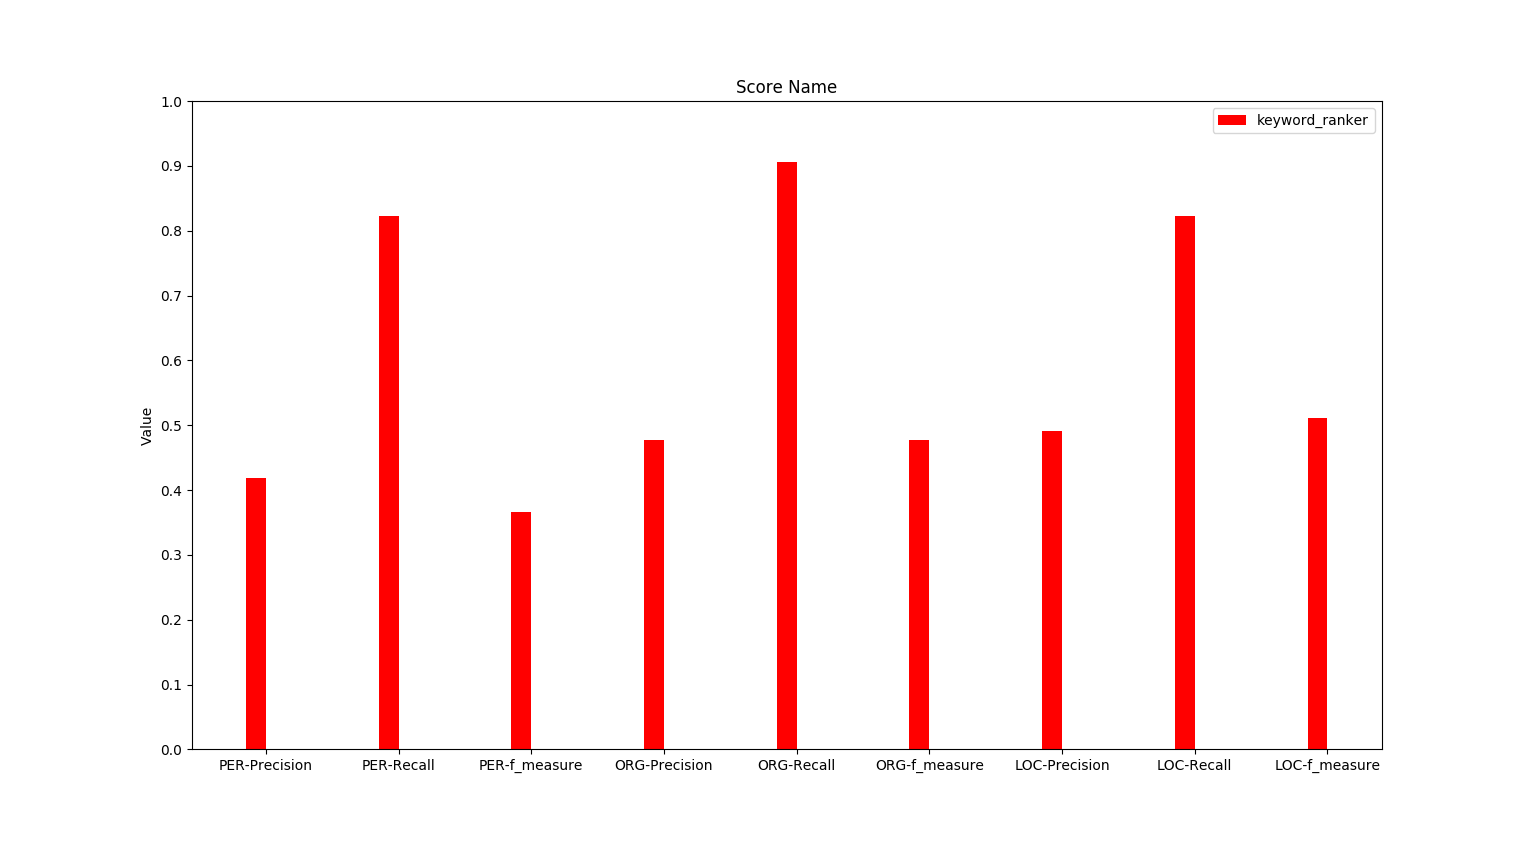 Score Name
keyword_ranker
1.0
0.9
0.8
0.7
0.6
0.5
0.4
0.3
0.2
0.1
0.0
Value
PER-Precision
PER-Recall
PER-f_measure
ORG-Precision
ORG-Recall
ORG-f_measure
LOC-Precision
LOC-Recall
LOC-f_measure